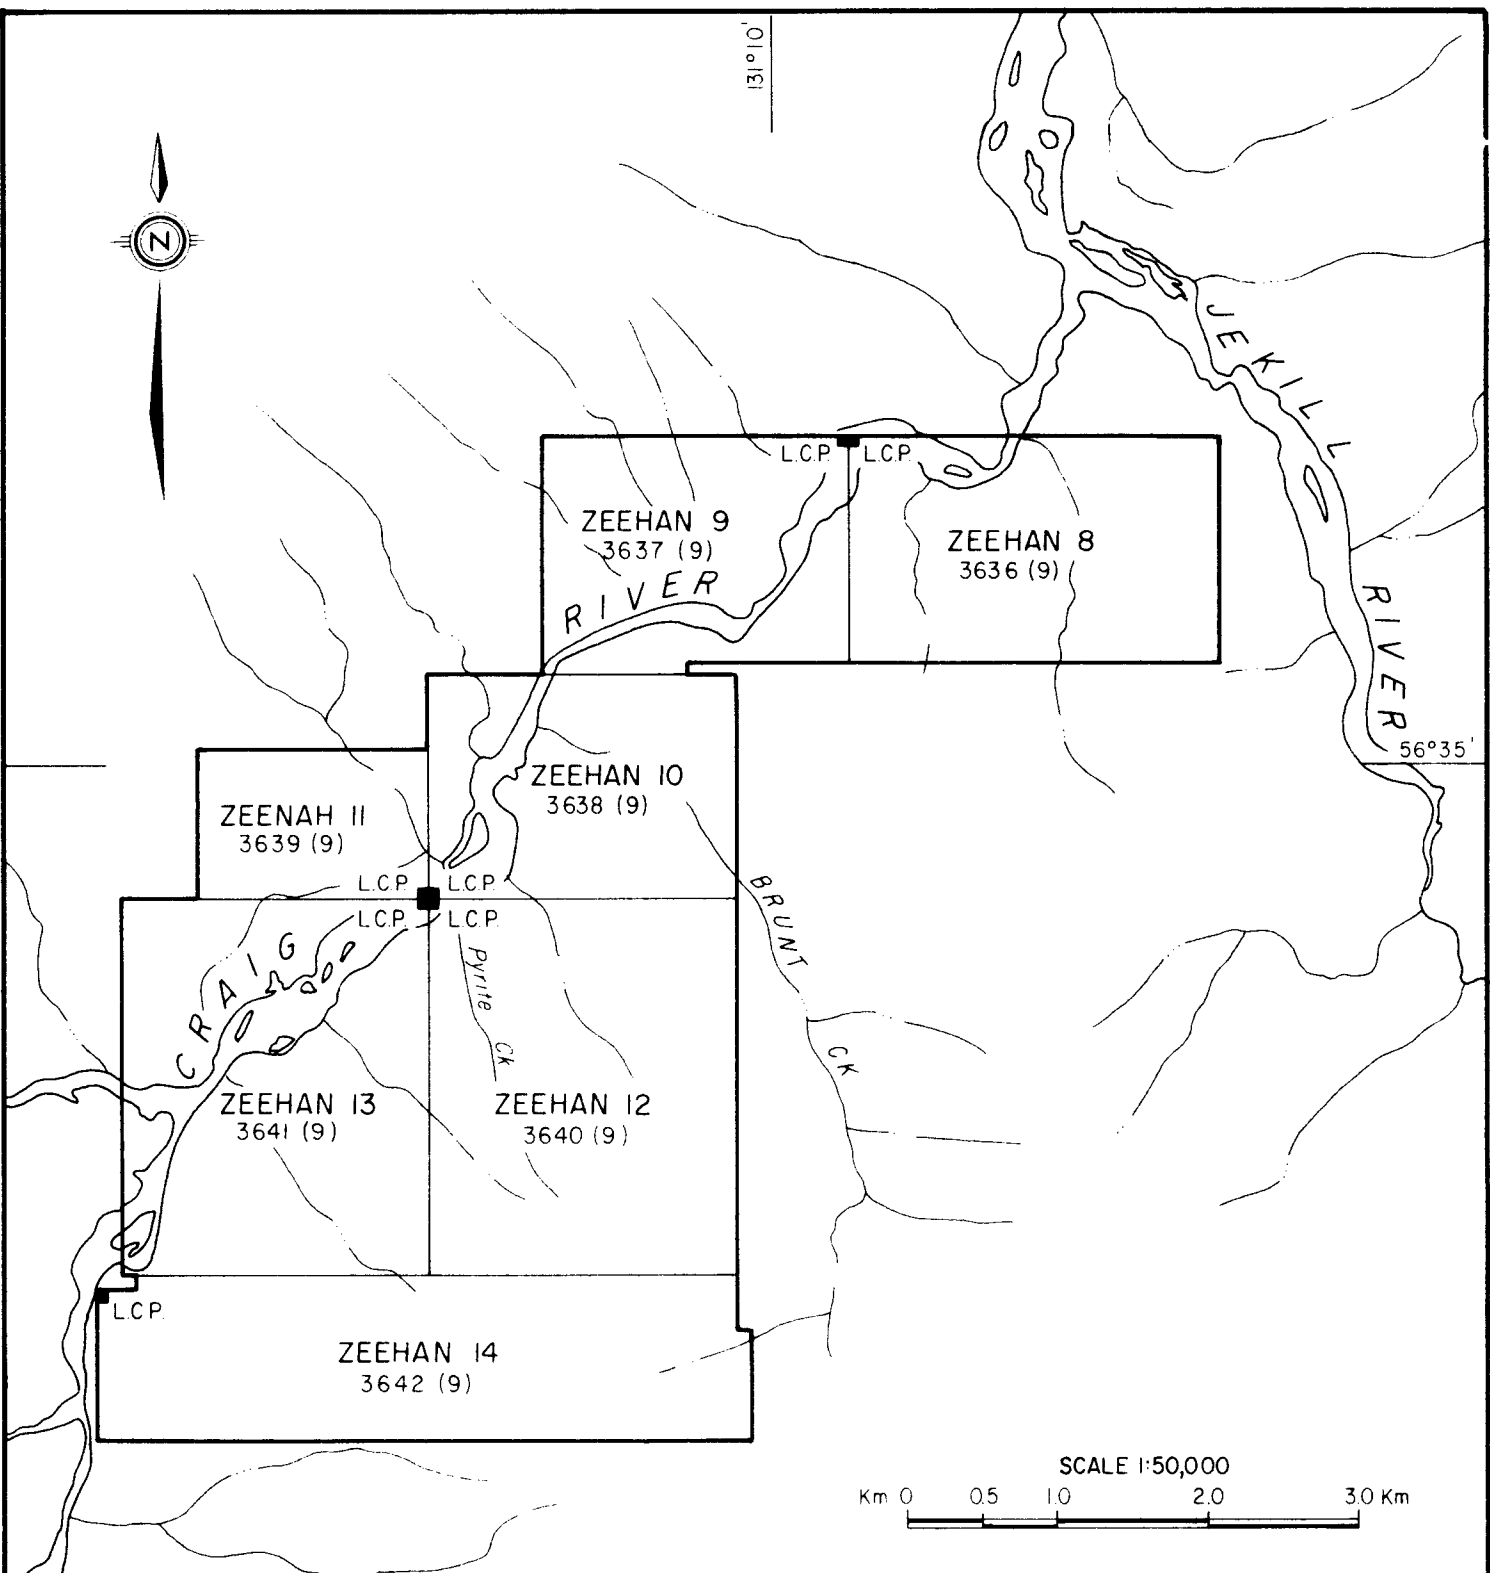 131°10'
N
JEKILL RIVER
L.C.P. L.C.P.
ZEEHAN 9
3637 (9)
ZEEHAN 8
3636 (9)
CRAIG RIVER
56°35'
ZEEHAN 10
3638 (9)
ZEENAH 11
3639 (9)
L.C.P. L.C.P.
L.C.P. L.C.P.
BRUNT CK
Pyrite Ck
ZEEHAN 13
3641 (9)
ZEEHAN 12
3640 (9)
L.C.P.
ZEEHAN 14
3642 (9)
SCALE 1:50,000
Km 0 0.5 1.0 2.0 3.0 Km